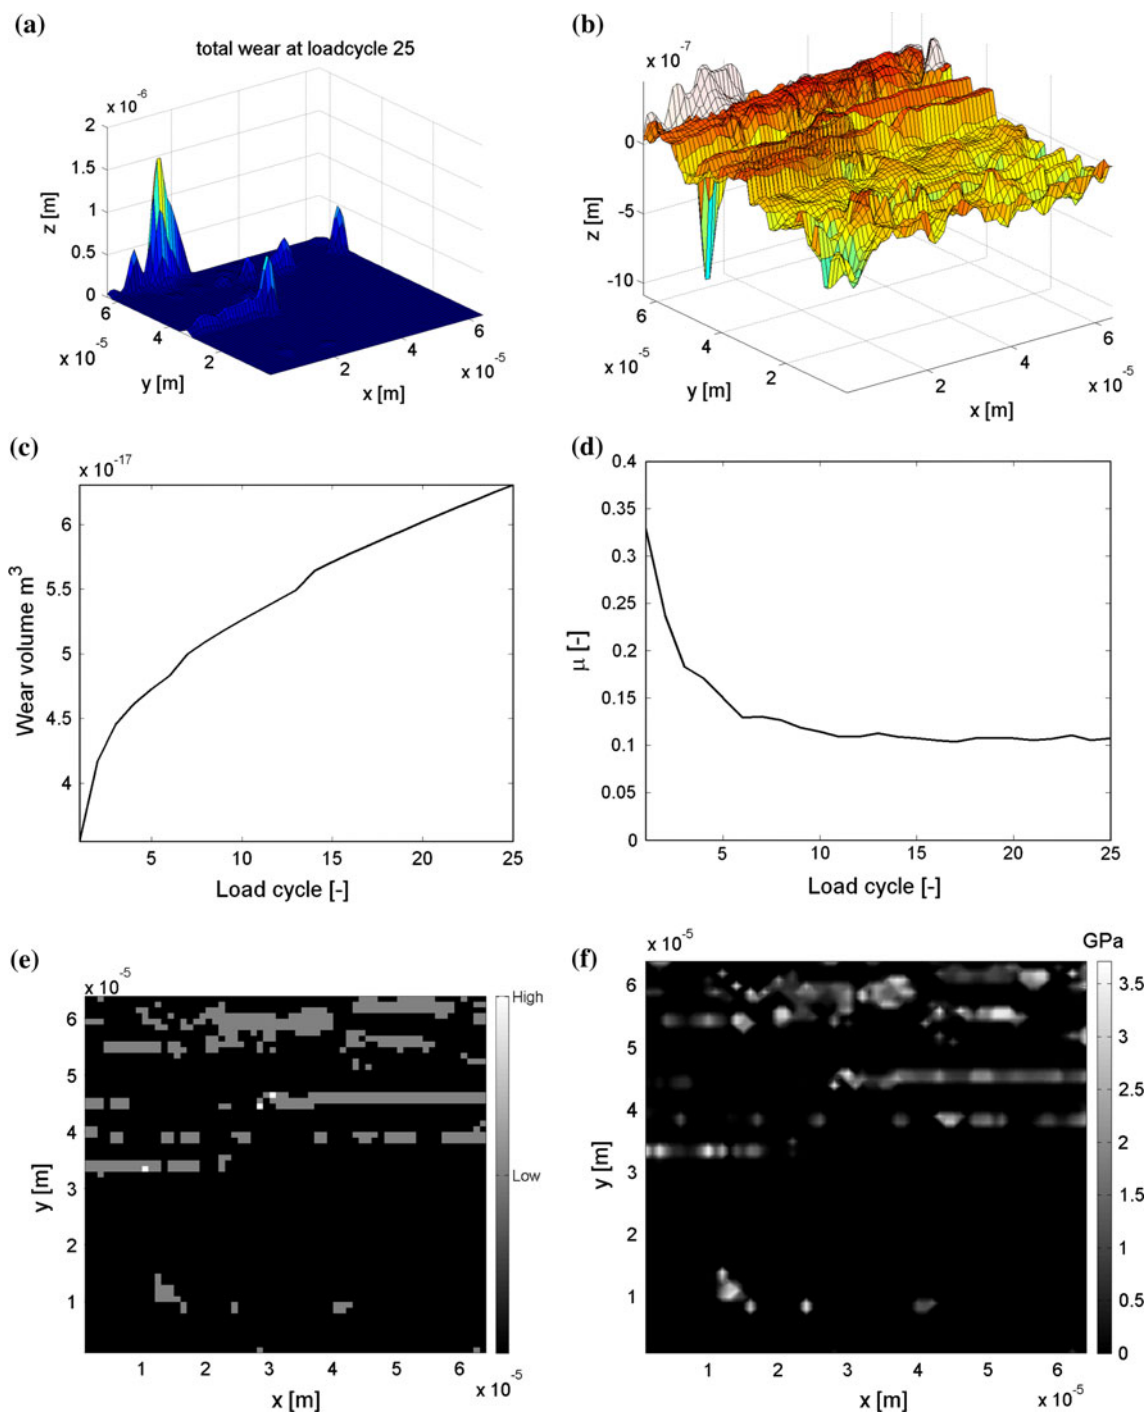 (a)
total wear at loadcycle 25
x 10⁻⁶
2
1.5
1
0.5
0
z [m]
6
4
2
x 10⁻⁵
y [m]
2
4
6
x 10⁻⁵
x [m]
(b)
x 10⁻⁷
0
-5
-10
z [m]
6
4
2
x 10⁻⁵
y [m]
2
4
6
x 10⁻⁵
x [m]
(c)
x 10⁻¹⁷
6
5.5
5
4.5
4
Wear volume m³
5
10
15
20
25
Load cycle [-]
(d)
0.4
0.35
0.3
0.25
0.2
0.15
0.1
0.05
0
μ [-]
5
10
15
20
25
Load cycle [-]
(e)
x 10⁻⁵
6
5
4
3
2
1
y [m]
1
2
3
4
5
6
x 10⁻⁵
x [m]
High
Low
(f)
x 10⁻⁵
6
5
4
3
2
1
y [m]
1
2
3
4
5
6
x 10⁻⁵
x [m]
GPa
3.5
3
2.5
2
1.5
1
0.5
0